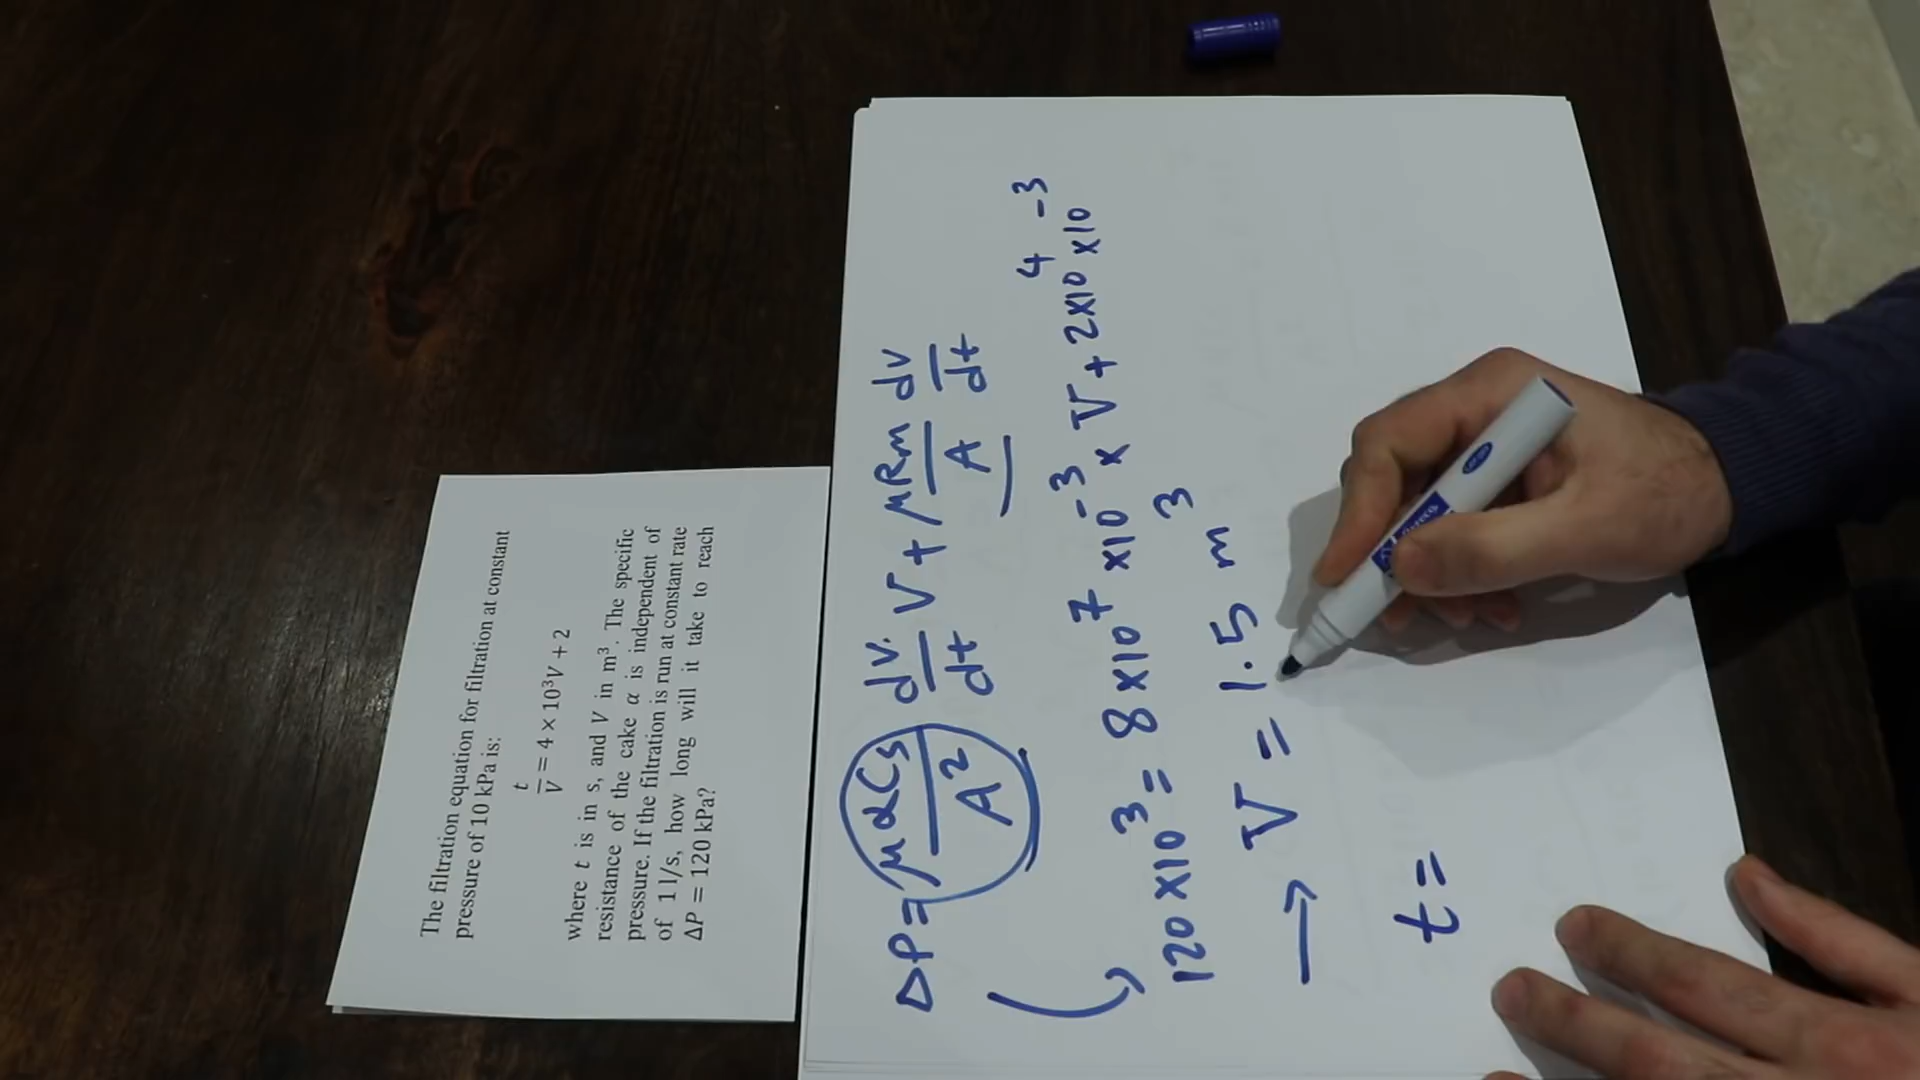 The filtration equation for filtration at constant
pressure of 10 kPa is:
t/V = 4 × 10³V + 2
where t is in s, and V in m³. The specific
resistance of the cake α is independent of
pressure. If the filtration is run at constant rate
of 1 l/s, how long will it take to reach
ΔP = 120 kPa?
ΔP = μαCs/A² dv/dt V + μRm/A dv/dt
120×10³ = 8×10⁷ ×10⁻³ × V + 2×10⁴ ×10⁻³
→ V = 1.5 m³
t =